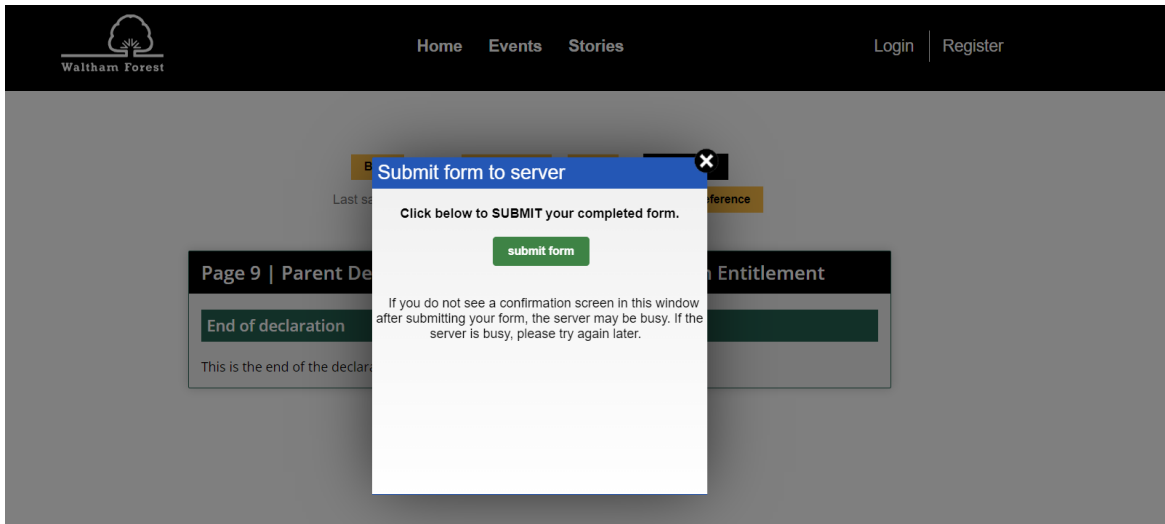 Waltham Forest
Home Events Stories
Login Register
B
Submit form to server
Last sa
ference
Click below to SUBMIT your completed form.
submit form
Page 9 | Parent De
Entitlement
If you do not see a confirmation screen in this window
after submitting your form, the server may be busy. If the
server is busy, please try again later.
End of declaration
This is the end of the declara